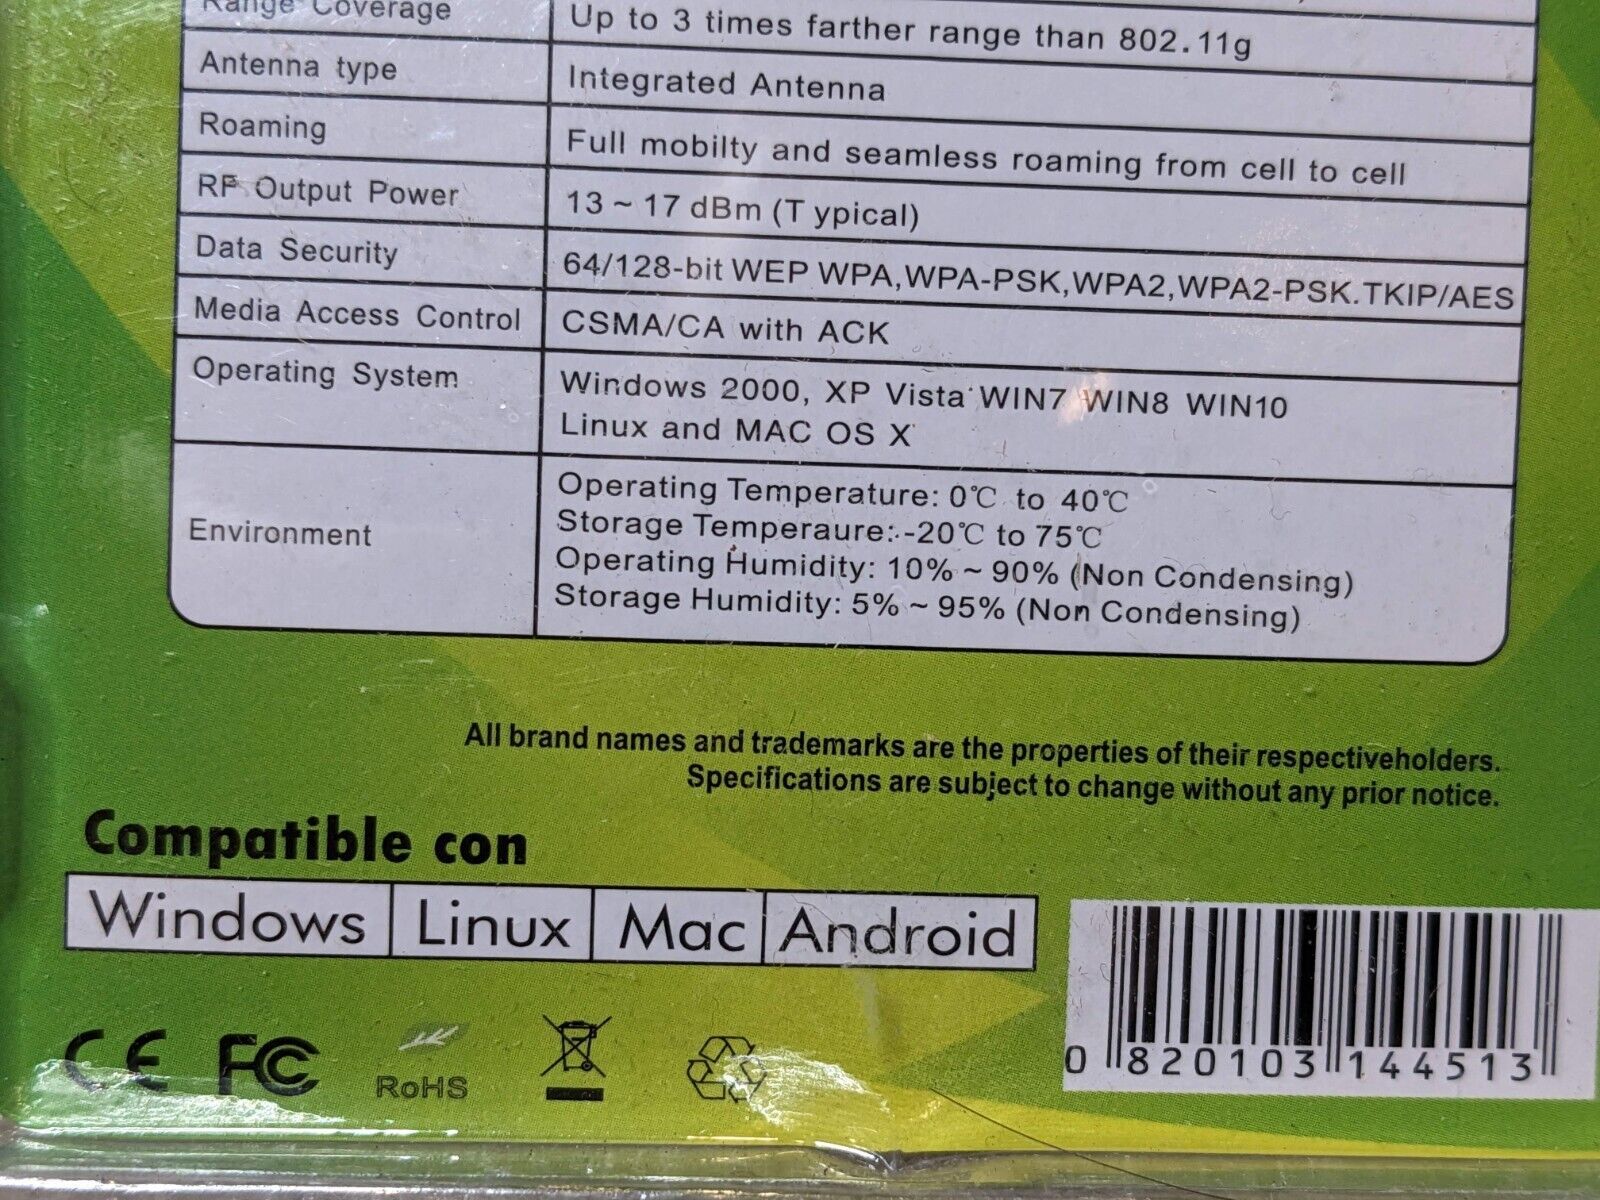 Range Coverage Up to 3 times farther range than 802.11g
Antenna type Integrated Antenna
Roaming Full mobilty and seamless roaming from cell to cell
RF Output Power 13 ~ 17 dBm (T ypical)
Data Security 64/128-bit WEP WPA,WPA-PSK,WPA2,WPA2-PSK.TKIP/AES
Media Access Control CSMA/CA with ACK
Operating System Windows 2000, XP Vista WIN7 WIN8 WIN10
Linux and MAC OS X
Environment
Operating Temperature: 0℃ to 40℃
Storage Temperaure: -20℃ to 75℃
Operating Humidity: 10% ~ 90% (Non Condensing)
Storage Humidity: 5% ~ 95% (Non Condensing)
All brand names and trademarks are the properties of their respectiveholders.
Specifications are subject to change without any prior notice.
Compatible con
Windows Linux Mac Android
CE FC RoHS
0 820103 144513